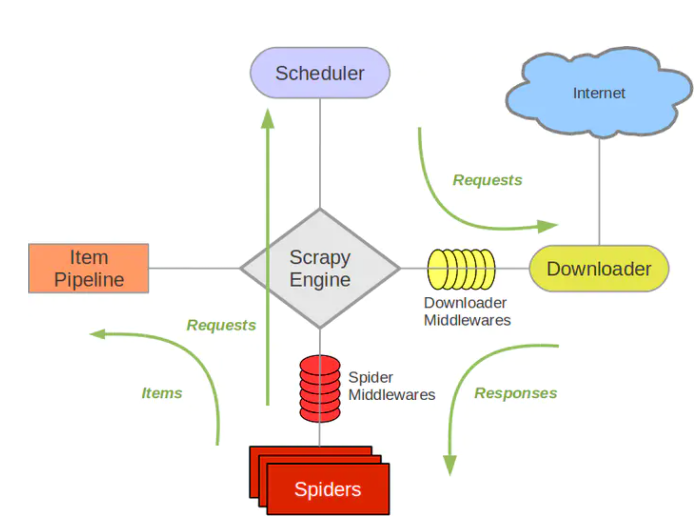 Scheduler
Internet
Requests
Item
Pipeline
Scrapy
Engine
Downloader
Downloader
Middlewares
Requests
Spider
Middlewares
Items
Responses
Spiders